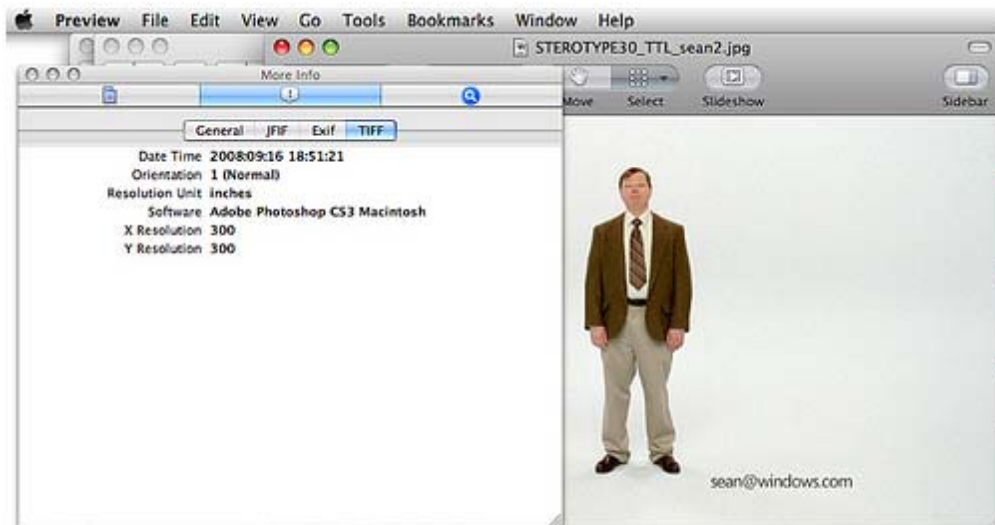 Preview File Edit View Go Tools Bookmarks Window Help
STEROTYPE30_TTL_sean2.jpg
More Info
Move Select Slideshow Sidebar
General JFIF Exif TIFF
Date Time 2008:09:16 18:51:21
Orientation 1 (Normal)
Resolution Unit inches
Software Adobe Photoshop CS3 Macintosh
X Resolution 300
Y Resolution 300
sean@windows.com